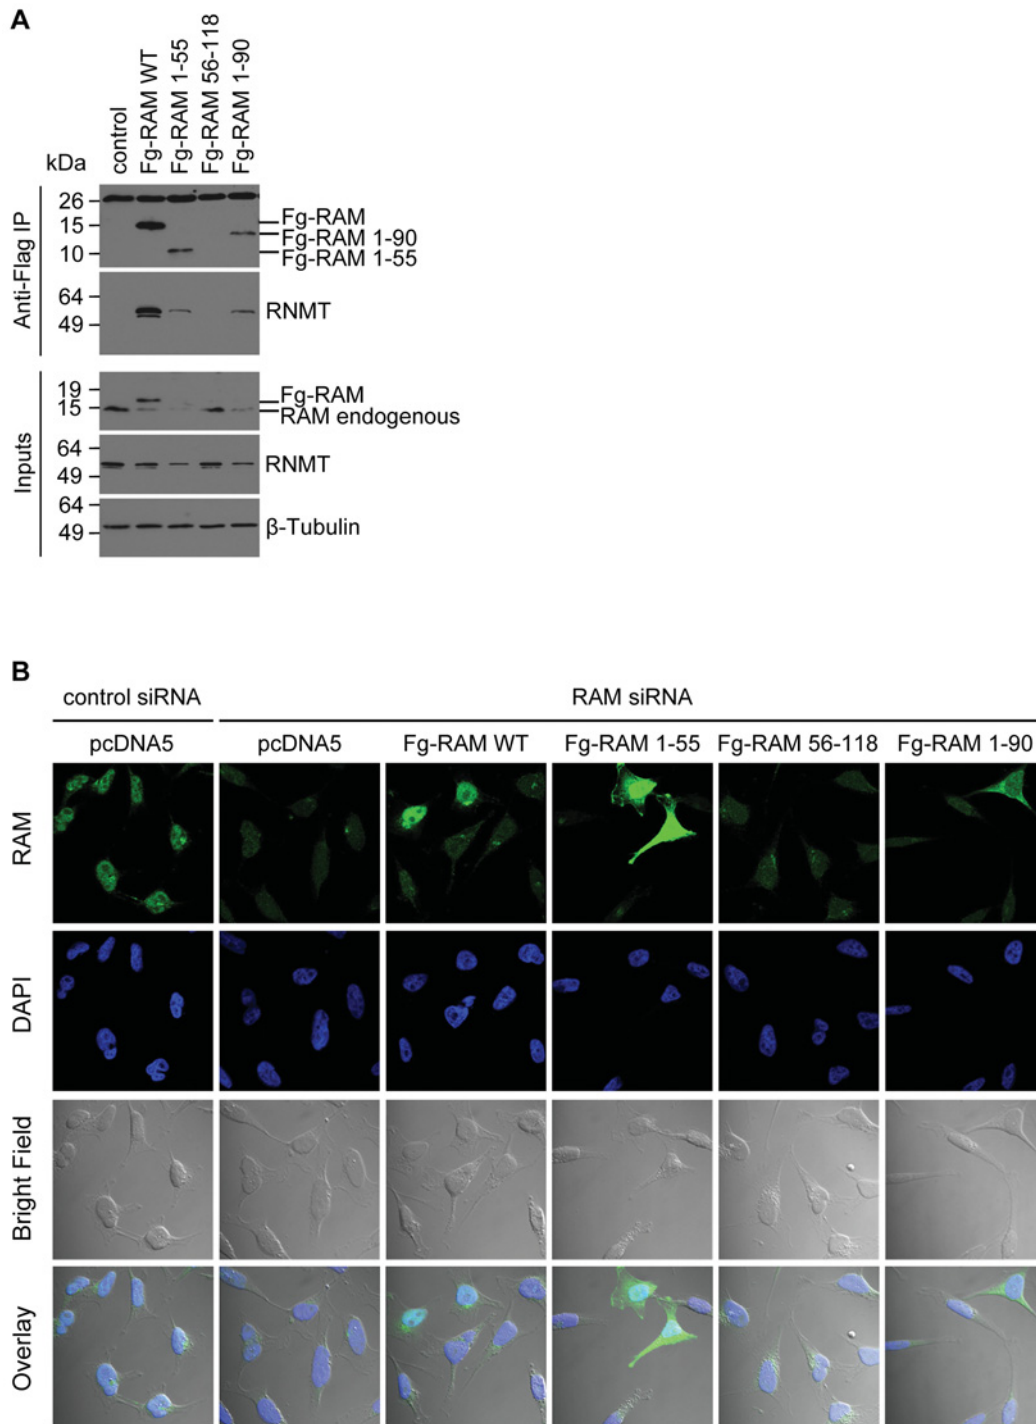 A
control
Fg-RAM WT
Fg-RAM 1-55
Fg-RAM 56-118
Fg-RAM 1-90
kDa
Anti-Flag IP
26
15
10
Fg-RAM
Fg-RAM 1-90
Fg-RAM 1-55
64
49
RNMT
Inputs
19
15
Fg-RAM
RAM endogenous
64
49
RNMT
64
49
β-Tubulin
B
control siRNA
RAM siRNA
pcDNA5
pcDNA5
Fg-RAM WT
Fg-RAM 1-55
Fg-RAM 56-118
Fg-RAM 1-90
RAM
DAPI
Bright Field
Overlay